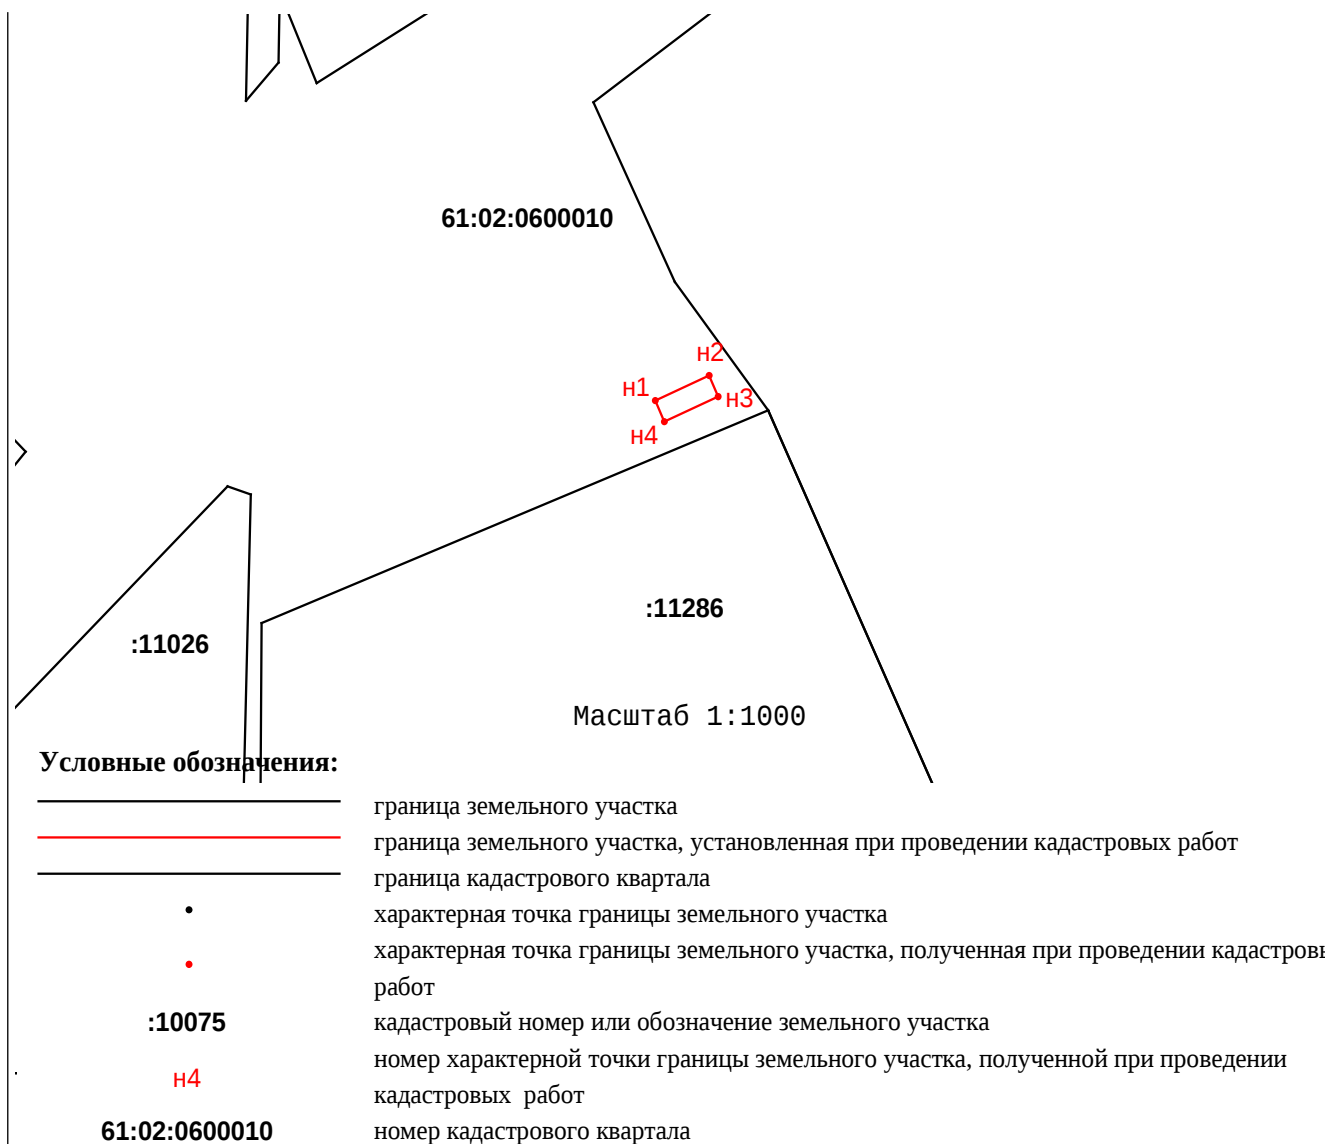 61:02:0600010
н2
н1
н3
н4
:11286
:11026
Масштаб 1:1000
Условные обозначения:
граница земельного участка
граница земельного участка, установленная при проведении кадастровых работ
граница кадастрового квартала
характерная точка границы земельного участка
характерная точка границы земельного участка, полученная при проведении кадастровы
работ
:10075 кадастровый номер или обозначение земельного участка
номер характерной точки границы земельного участка, полученной при проведении
н4
кадастровых работ
61:02:0600010 номер кадастрового квартала